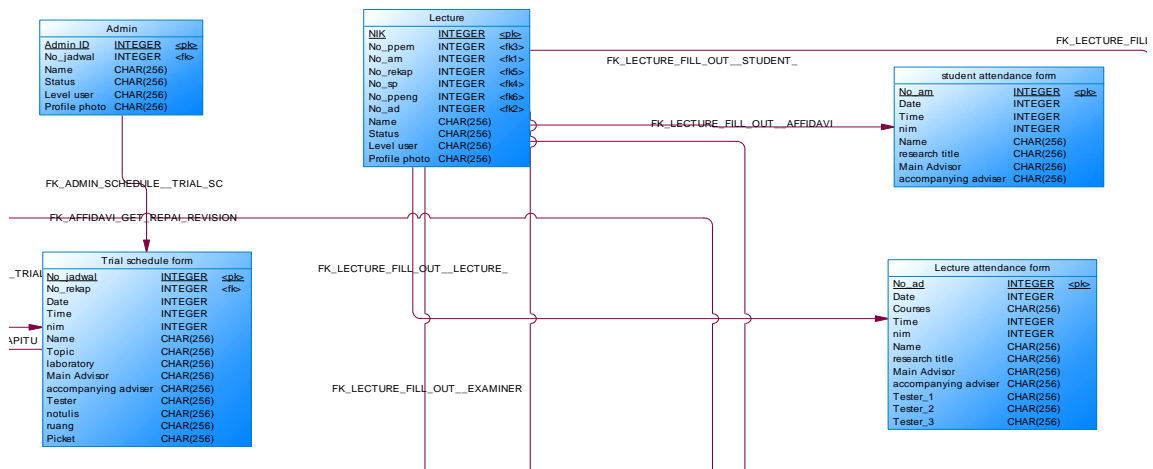 Admin
Admin ID INTEGER <pk>
No_jadwal INTEGER <fk>
Name CHAR(256)
Status CHAR(256)
Level user CHAR(256)
Profile photo CHAR(256)
Lecture
NIK INTEGER <pk>
No_ppem INTEGER <fk3>
No_am INTEGER <fk1>
No_rekap INTEGER <fk5>
No_sp INTEGER <fk4>
No_ppeng INTEGER <fk6>
No_ad INTEGER <fk2>
Name CHAR(256)
Status CHAR(256)
Level user CHAR(256)
Profile photo CHAR(256)
FK_LECTURE_FILL
FK_LECTURE_FILL_OUT__STUDENT_
student attendance form
No_am INTEGER <pk>
Date INTEGER
Time INTEGER
nim INTEGER
Name CHAR(256)
research title CHAR(256)
Main Advisor CHAR(256)
accompanying adviser CHAR(256)
FK_LECTURE_FILL_OUT__AFFIDAVI
FK_ADMIN_SCHEDULE__TRIAL_SC
FK_AFFIDAVI_GET_REPAI_REVISION
Trial schedule form
No_jadwal INTEGER <pk>
No_rekap INTEGER <fk>
Date INTEGER
Time INTEGER
nim INTEGER
Name CHAR(256)
Topic CHAR(256)
laboratory CHAR(256)
Main Advisor CHAR(256)
accompanying adviser CHAR(256)
Tester CHAR(256)
notulis CHAR(256)
ruang CHAR(256)
Picket CHAR(256)
_TRIAL
APITU
FK_LECTURE_FILL_OUT__LECTURE_
FK_LECTURE_FILL_OUT__EXAMINER
Lecture attendance form
No_ad INTEGER <pk>
Date INTEGER
Courses CHAR(256)
Time INTEGER
nim INTEGER
Name CHAR(256)
research title CHAR(256)
Main Advisor CHAR(256)
accompanying adviser CHAR(256)
Tester_1 CHAR(256)
Tester_2 CHAR(256)
Tester_3 CHAR(256)